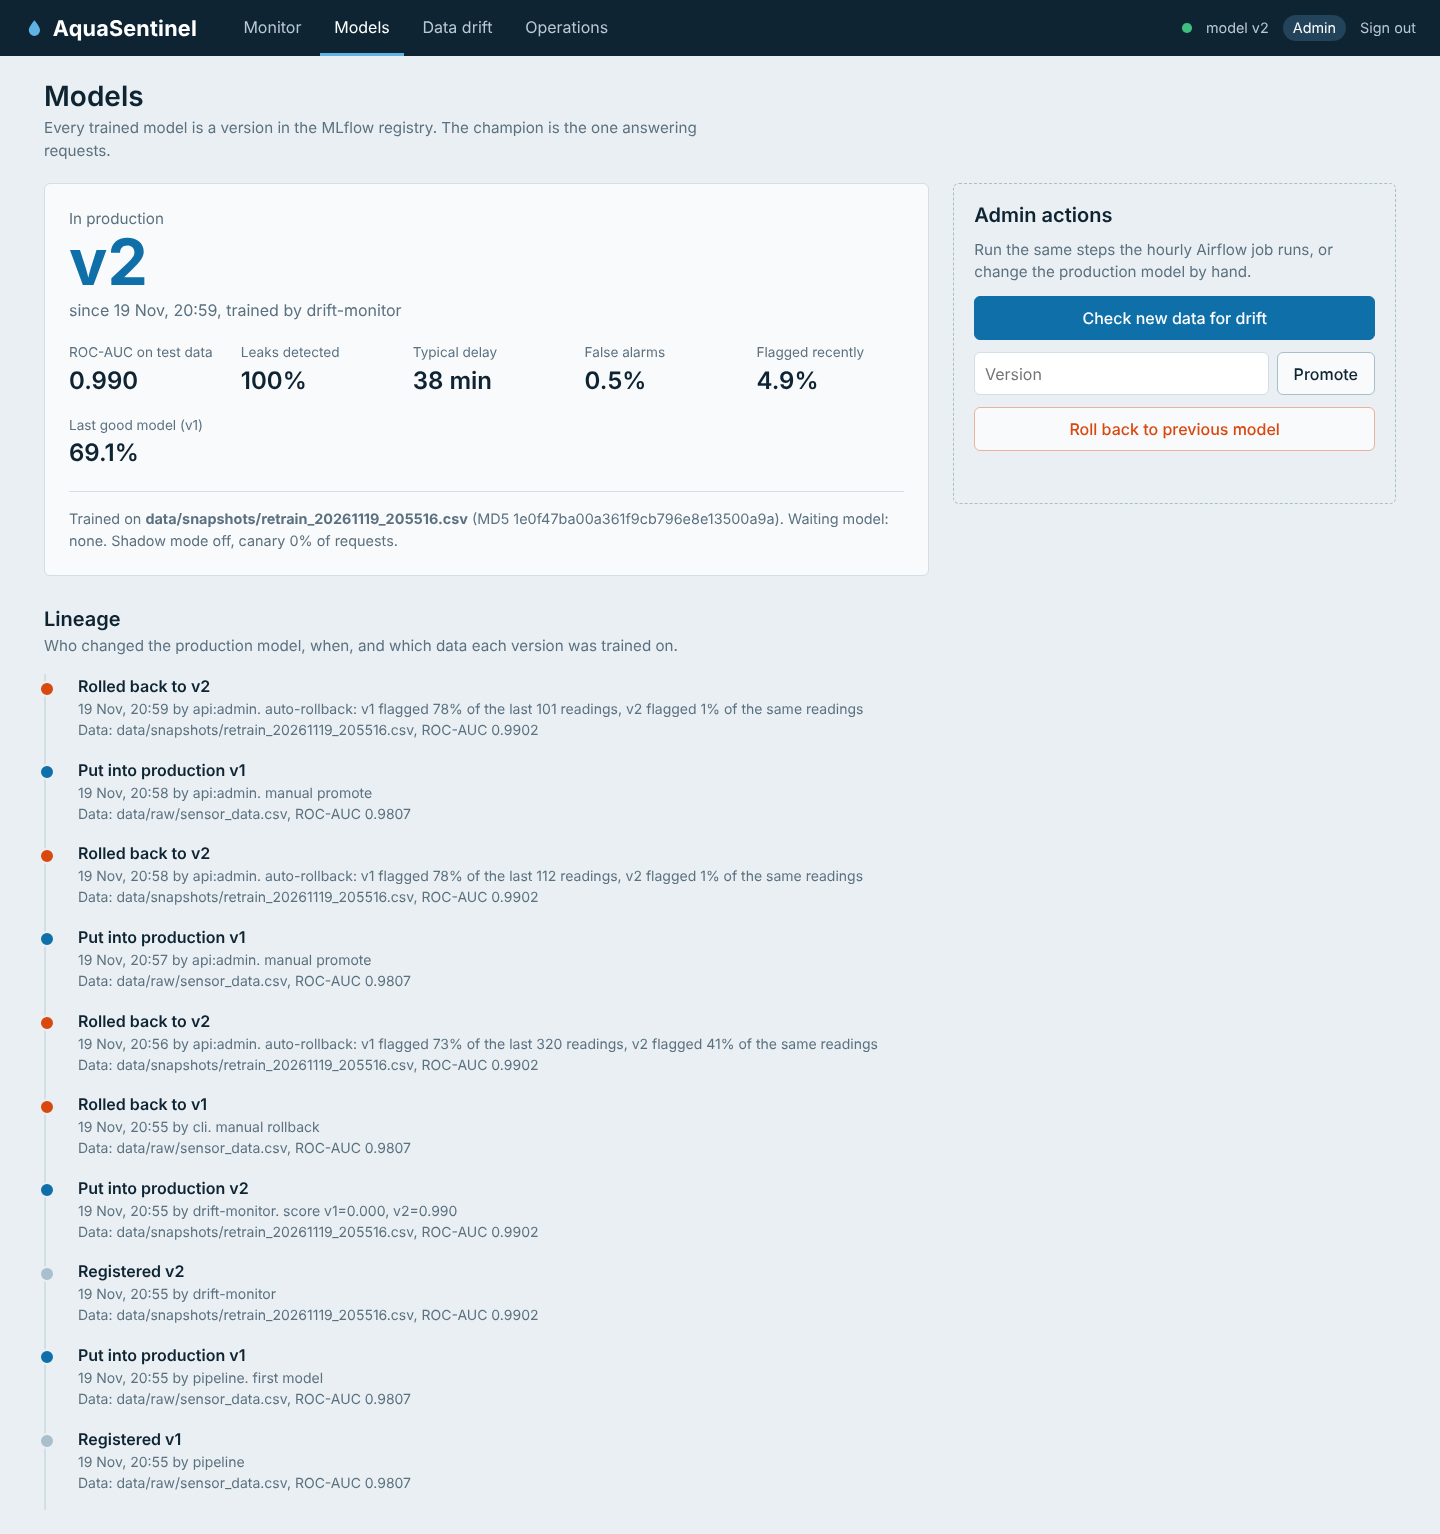 AquaSentinel
Monitor
Models
Data drift
Operations
model v2
Admin
Sign out
Models
Every trained model is a version in the MLflow registry. The champion is the one answering
requests.
In production
v2
since 19 Nov, 20:59, trained by drift-monitor
ROC-AUC on test data
0.990
Leaks detected
100%
Typical delay
38 min
False alarms
0.5%
Flagged recently
4.9%
Last good model (v1)
69.1%
Trained on data/snapshots/retrain_20261119_205516.csv (MD5 1e0f47ba00a361f9cb796e8e13500a9a). Waiting model:
none. Shadow mode off, canary 0% of requests.
Admin actions
Run the same steps the hourly Airflow job runs, or
change the production model by hand.
Check new data for drift
Version
Promote
Roll back to previous model
Lineage
Who changed the production model, when, and which data each version was trained on.
Rolled back to v2
19 Nov, 20:59 by api:admin. auto-rollback: v1 flagged 78% of the last 101 readings, v2 flagged 1% of the same readings
Data: data/snapshots/retrain_20261119_205516.csv, ROC-AUC 0.9902
Put into production v1
19 Nov, 20:58 by api:admin. manual promote
Data: data/raw/sensor_data.csv, ROC-AUC 0.9807
Rolled back to v2
19 Nov, 20:58 by api:admin. auto-rollback: v1 flagged 78% of the last 112 readings, v2 flagged 1% of the same readings
Data: data/snapshots/retrain_20261119_205516.csv, ROC-AUC 0.9902
Put into production v1
19 Nov, 20:57 by api:admin. manual promote
Data: data/raw/sensor_data.csv, ROC-AUC 0.9807
Rolled back to v2
19 Nov, 20:56 by api:admin. auto-rollback: v1 flagged 73% of the last 320 readings, v2 flagged 41% of the same readings
Data: data/snapshots/retrain_20261119_205516.csv, ROC-AUC 0.9902
Rolled back to v1
19 Nov, 20:55 by cli. manual rollback
Data: data/raw/sensor_data.csv, ROC-AUC 0.9807
Put into production v2
19 Nov, 20:55 by drift-monitor. score v1=0.000, v2=0.990
Data: data/snapshots/retrain_20261119_205516.csv, ROC-AUC 0.9902
Registered v2
19 Nov, 20:55 by drift-monitor
Data: data/snapshots/retrain_20261119_205516.csv, ROC-AUC 0.9902
Put into production v1
19 Nov, 20:55 by pipeline. first model
Data: data/raw/sensor_data.csv, ROC-AUC 0.9807
Registered v1
19 Nov, 20:55 by pipeline
Data: data/raw/sensor_data.csv, ROC-AUC 0.9807